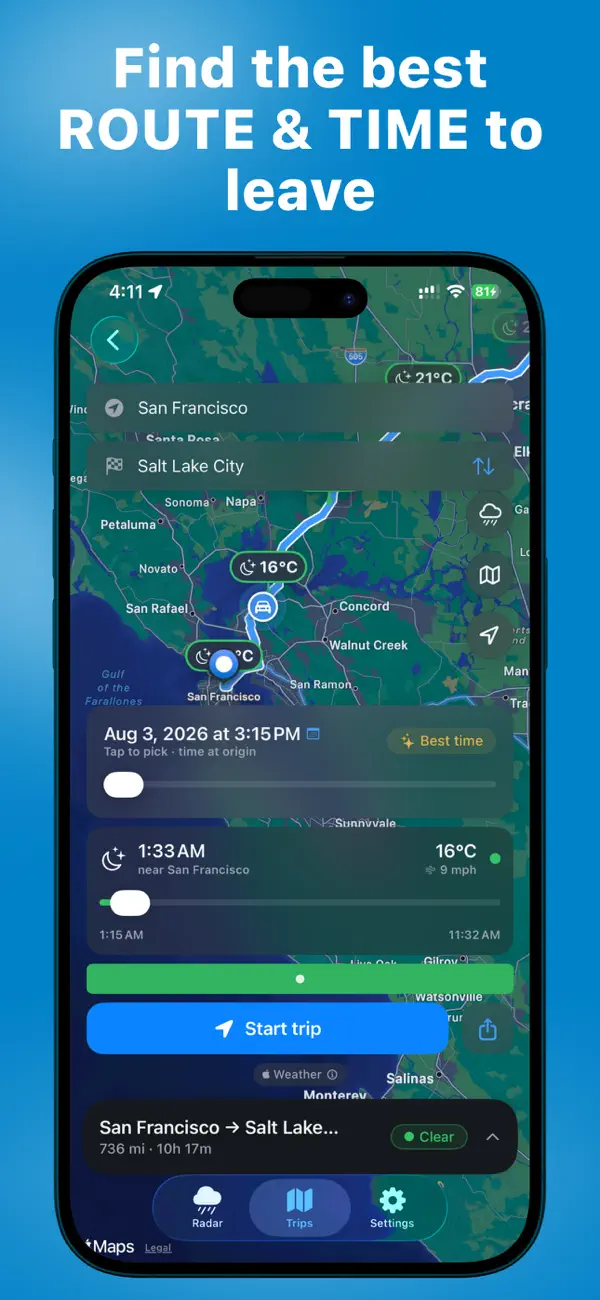 Find the best
ROUTE & TIME to
leave
4:11
81
505
21°C
San Francisco
Santa Rosa
Salt Lake City
Sonoma
Napa
Petaluma
16°C
Novato
San Rafael
Concord
Walnut Creek
°C
Gulf
of the
Farallones
San Francisco
San Ramon
Aug 3, 2026 at 3:15 PM
Best time
Tap to pick · time at origin
Sunnyvale
1:33 AM
16°C
near San Francisco
9 mph
1:15 AM
11:32 AM
Live Oak
Gilroy
Watsonville
Start trip
Weather
Salinas
Monterey
San Francisco → Salt Lake...
736 mi · 10h 17m
Clear
Radar
Trips
Settings
Maps
Legal